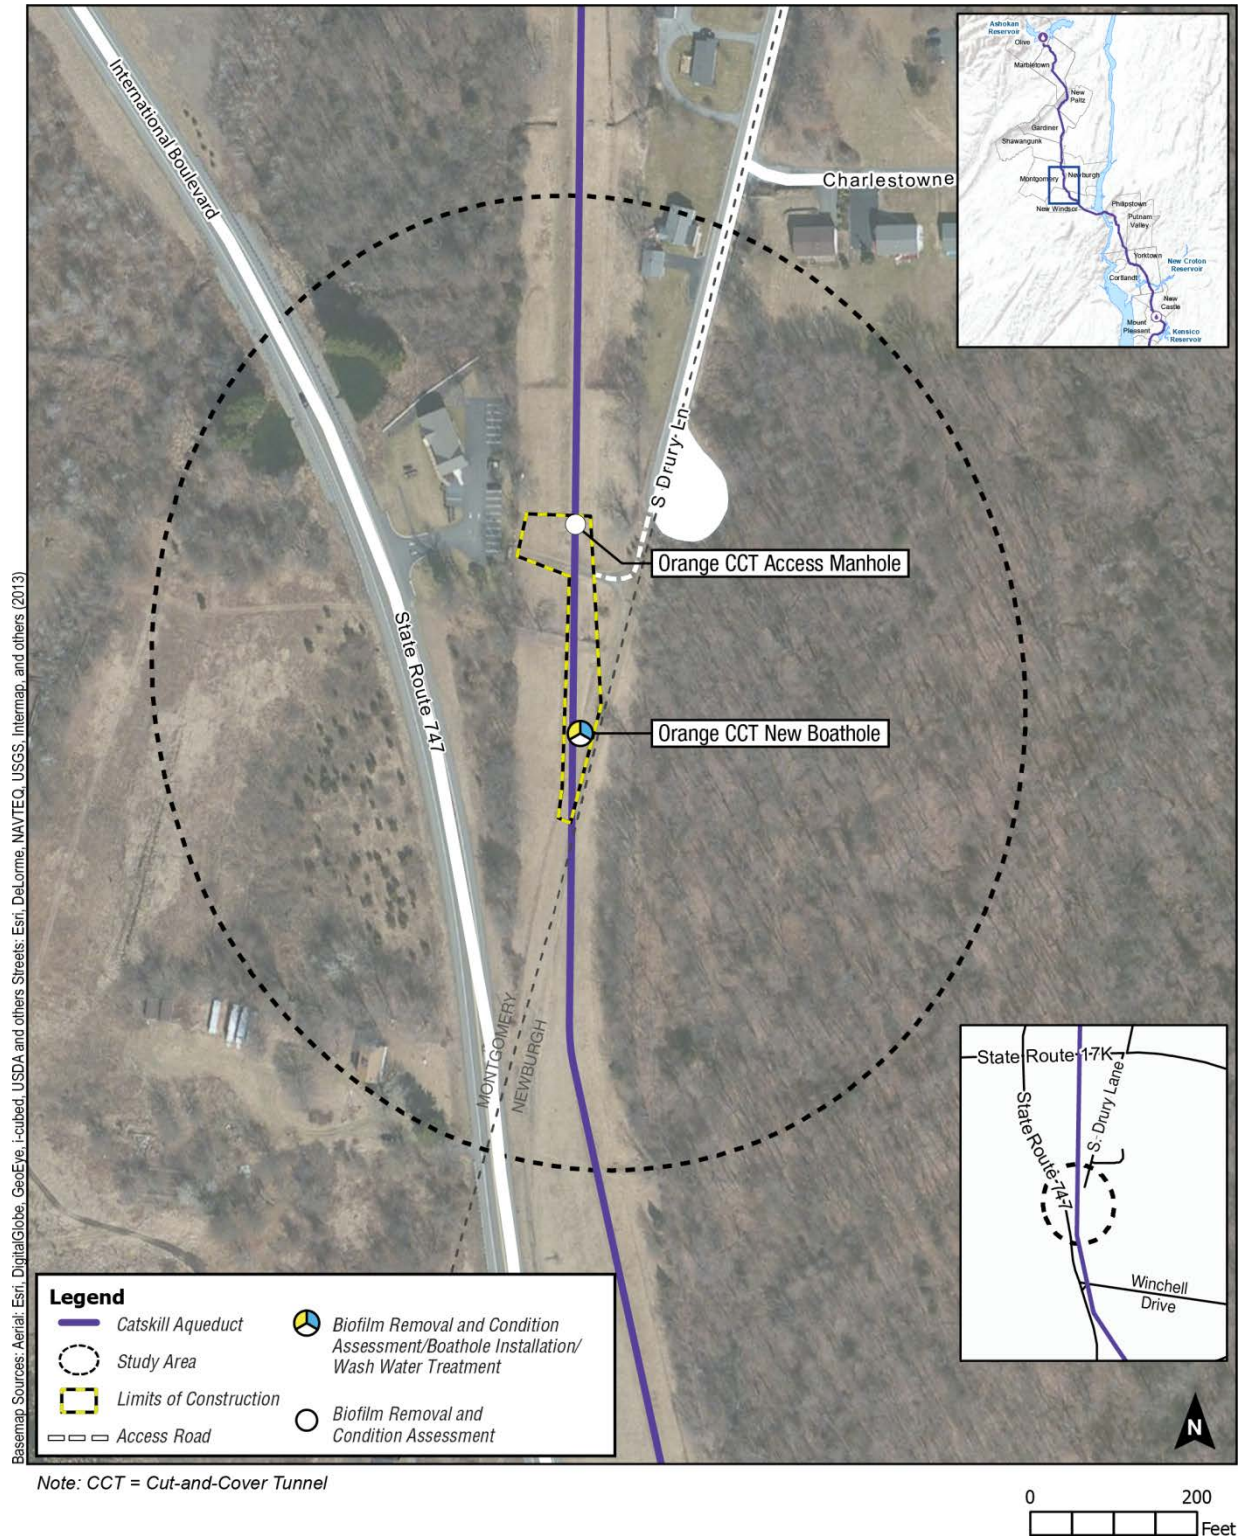 Ashokan
Reservoir
Olive
Marbletown
New
Paltz
Gardiner
Shawangunk
Montgomery
Newburgh
New Windsor
Philipstown
Putnam
Valley
Yorktown
New Croton
Reservoir
Cortlandt
New
Castle
Mount
Pleasant
Kensico
Reservoir
International Boulevard
Charlestowne
S Drury Ln
Orange CCT Access Manhole
State Route 747
Orange CCT New Boathole
MONTGOMERY
NEWBURGH
State Route 17K
State Route 747
S. Drury Lane
Winchell
Drive
N
Legend
Catskill Aqueduct
Study Area
Limits of Construction
Access Road
Biofilm Removal and Condition
Assessment/Boathole Installation/
Wash Water Treatment
Biofilm Removal and
Condition Assessment
Basemap Sources: Aerial: Esri, DigitalGlobe, GeoEye, i-cubed, USDA and others Streets: Esri, DeLorme, NAVTEQ, USGS, Intermap, and others (2013)
Note: CCT = Cut-and-Cover Tunnel
0 200
Feet